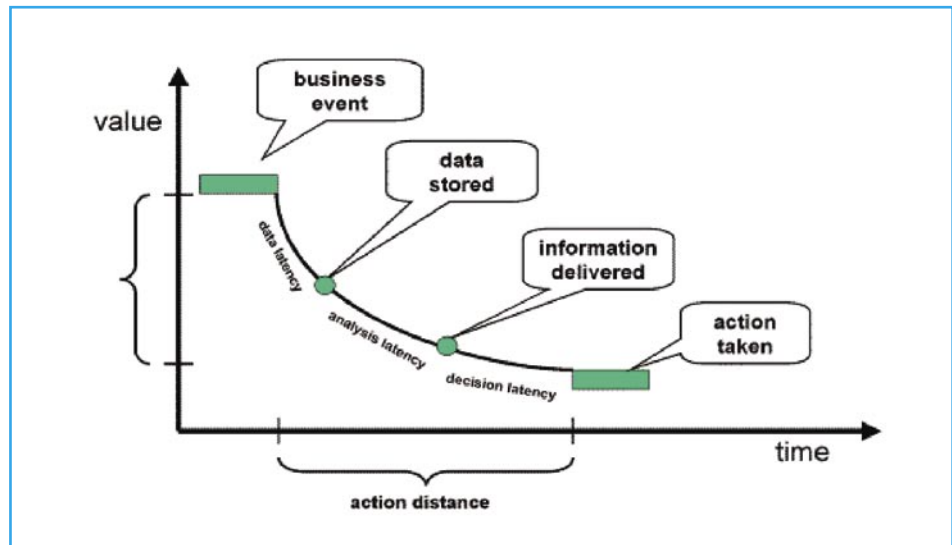 business
event
value
data
stored
data latency
information
delivered
analysis latency
action
taken
decision latency
time
action distance